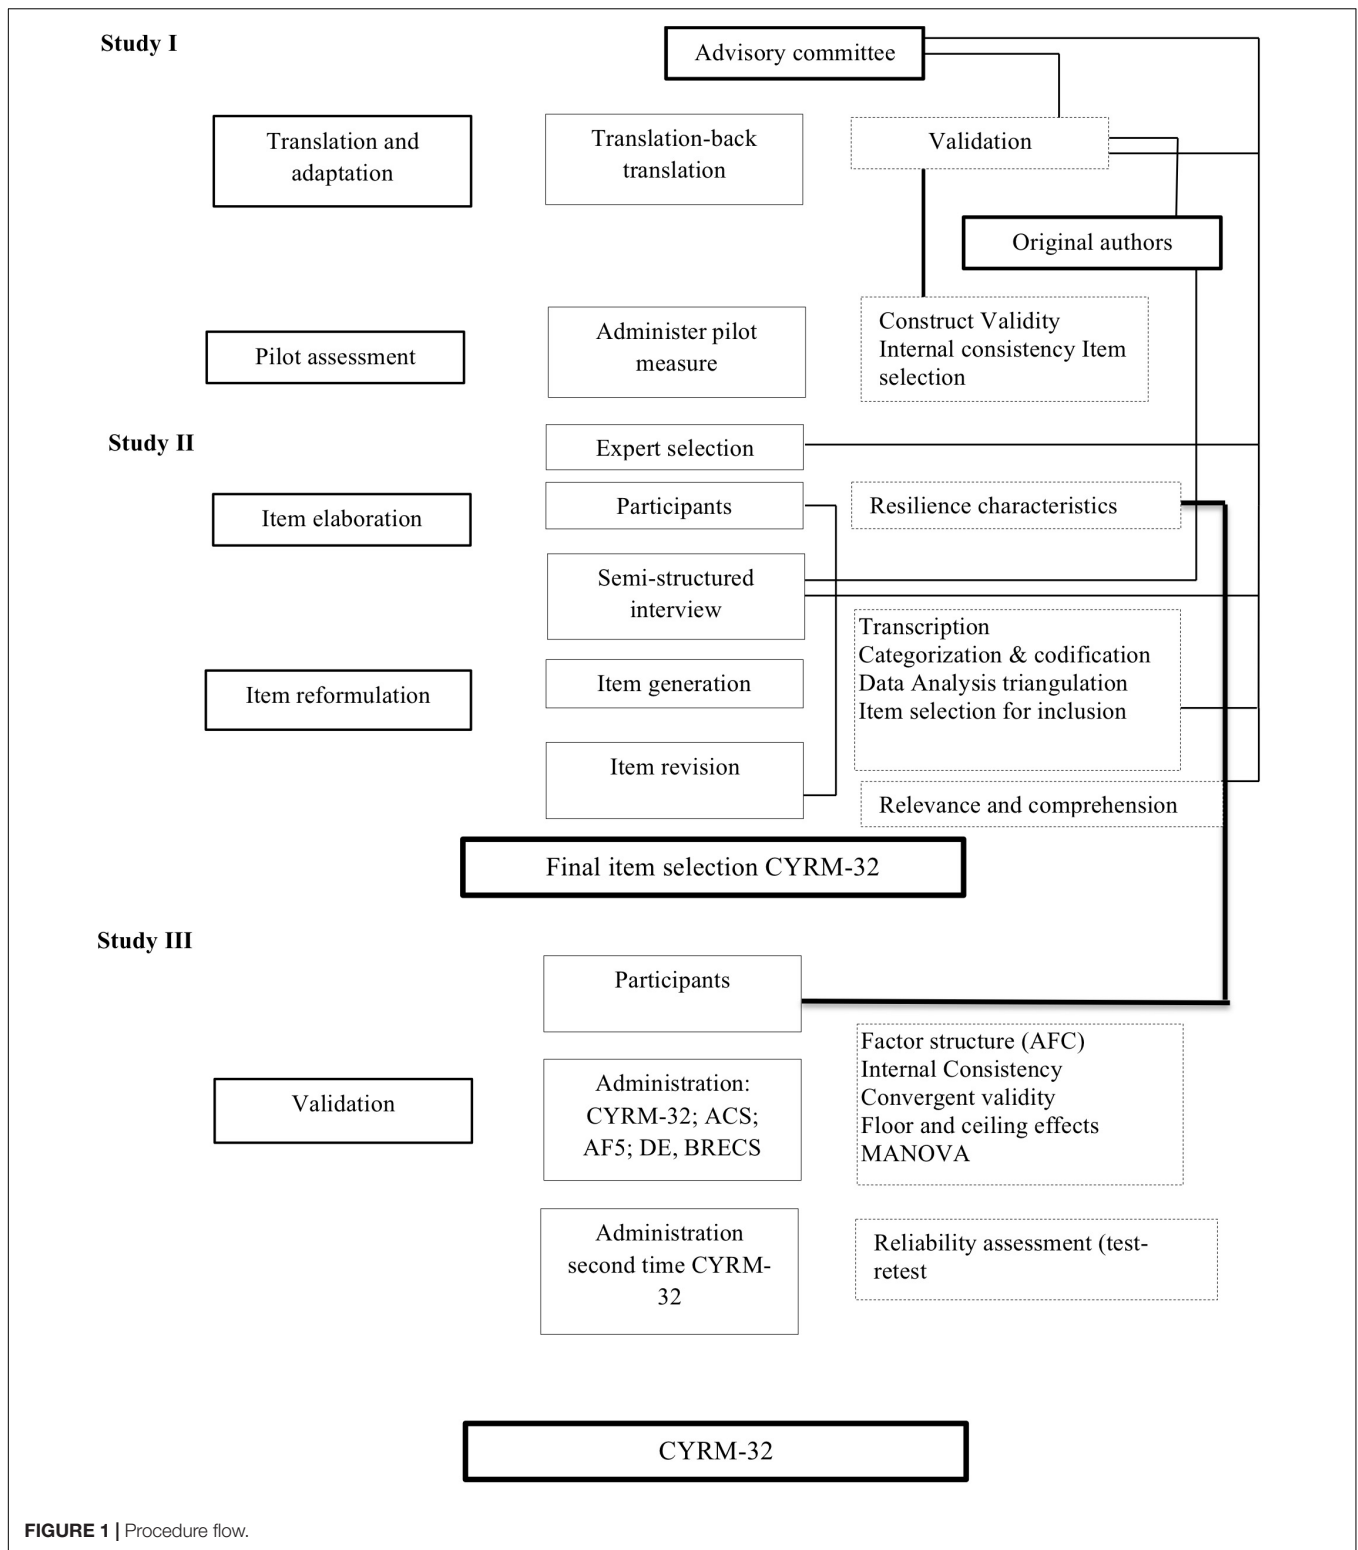 Study I
Advisory committee
Translation and
adaptation
Translation-back
translation
Validation
Original authors
Pilot assessment
Administer pilot
measure
Construct Validity
Internal consistency Item
selection
Study II
Expert selection
Item elaboration
Participants
Resilience characteristics
Semi-structured
interview
Transcription
Categorization & codification
Data Analysis triangulation
Item selection for inclusion
Item reformulation
Item generation
Item revision
Relevance and comprehension
Final item selection CYRM-32
Study III
Participants
Validation
Administration:
CYRM-32; ACS;
AF5; DE, BRECS
Factor structure (AFC)
Internal Consistency
Convergent validity
Floor and ceiling effects
MANOVA
Administration
second time CYRM-
32
Reliability assessment (test-
retest
CYRM-32
FIGURE 1 | Procedure flow.